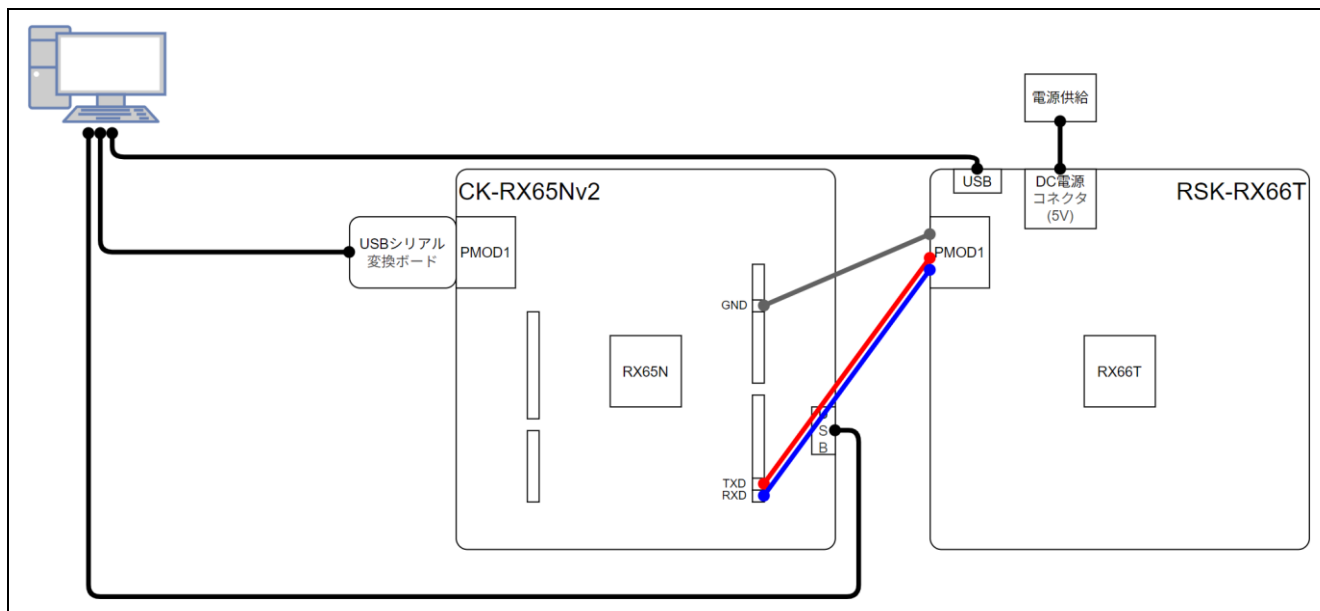 電源供給
CK-RX65Nv2
USB
DC電源
コネクタ
(5V)
RSK-RX66T
USBシリアル
変換ボード
PMOD1
PMOD1
GND
RX65N
RX66T
U
S
B
TXD
RXD